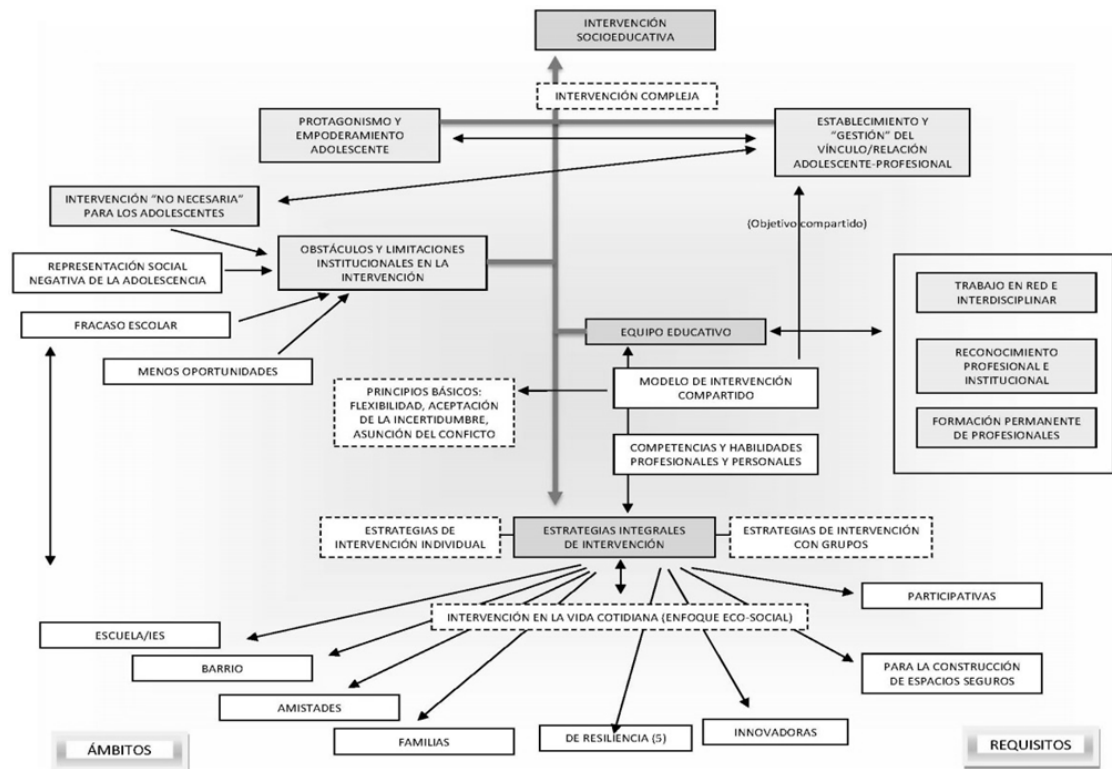 INTERVENCIÓN
SOCIOEDUCATIVA
INTERVENCIÓN COMPLEJA
PROTAGONISMO Y
EMPODERAMIENTO
ADOLESCENTE
ESTABLECIMIENTO Y
“GESTIÓN” DEL
VÍNCULO/RELACIÓN
ADOLESCENTE-PROFESIONAL
INTERVENCIÓN “NO NECESARIA”
PARA LOS ADOLESCENTES
(Objetivo compartido)
OBSTÁCULOS Y LIMITACIONES
INSTITUCIONALES EN LA
INTERVENCIÓN
REPRESENTACIÓN SOCIAL
NEGATIVA DE LA ADOLESCENCIA
TRABAJO EN RED E
INTERDISCIPLINAR
FRACASO ESCOLAR
EQUIPO EDUCATIVO
MENOS OPORTUNIDADES
RECONOCIMIENTO
PROFESIONAL E
INSTITUCIONAL
PRINCIPIOS BÁSICOS:
FLEXIBILIDAD, ACEPTACIÓN
DE LA INCERTIDUMBRE,
ASUNCIÓN DEL CONFICTO
MODELO DE INTERVENCIÓN
COMPARTIDO
FORMACIÓN PERMANENTE
DE PROFESIONALES
COMPETENCIAS Y HABILIDADES
PROFESIONALES Y PERSONALES
ESTRATEGIAS DE
INTERVENCIÓN INDIVIDUAL
ESTRATEGIAS INTEGRALES
DE INTERVENCIÓN
ESTRATEGIAS DE INTERVENCIÓN
CON GRUPOS
PARTICIPATIVAS
INTERVENCIÓN EN LA VIDA COTIDIANA (ENFOQUE ECO-SOCIAL)
ESCUELA/IES
BARRIO
PARA LA CONSTRUCCIÓN
DE ESPACIOS SEGUROS
AMISTADES
FAMILIAS
DE RESILIENCIA (5)
INNOVADORAS
ÁMBITOS
REQUISITOS